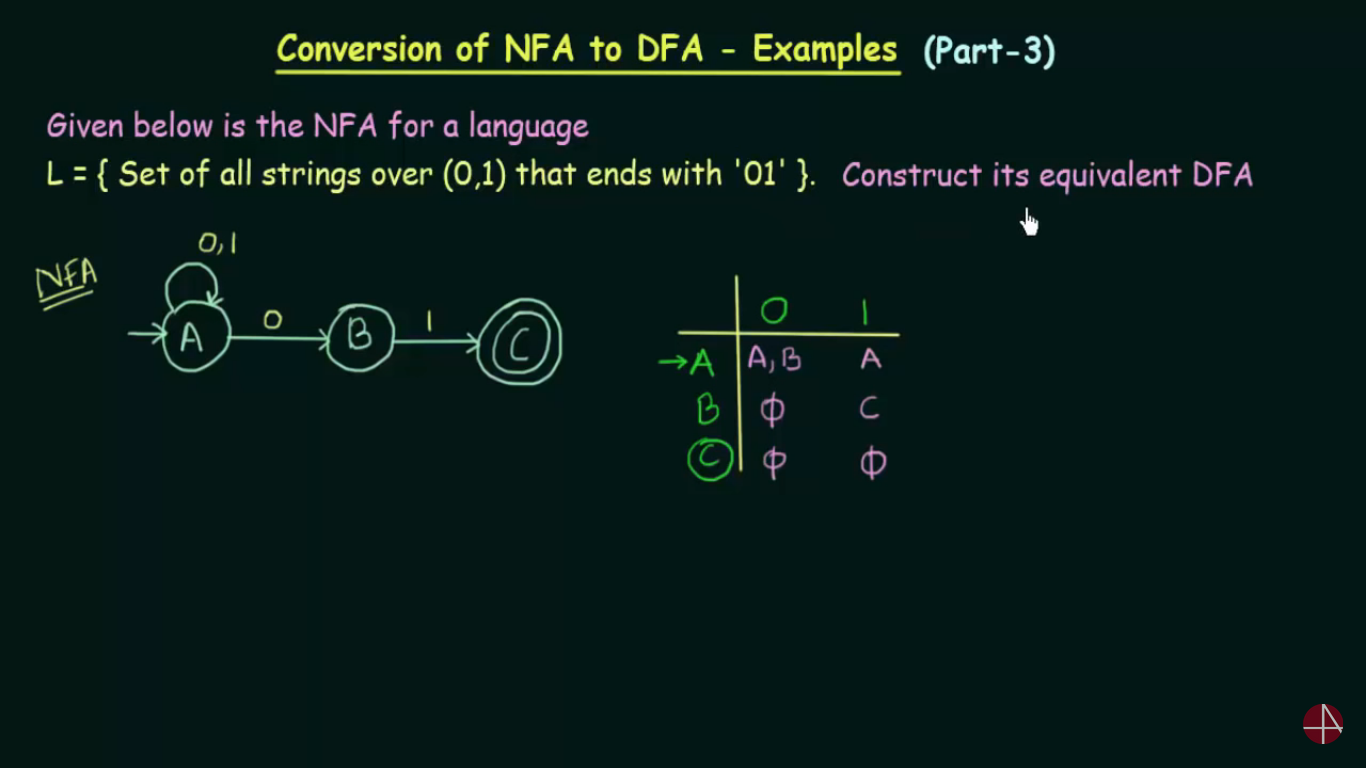 Conversion of NFA to DFA - Examples (Part-3)
Given below is the NFA for a language
L = { Set of all strings over (0,1) that ends with '01' }. Construct its equivalent DFA
NFA
0,1
A 0 B 1 C
0 1
→A A,B A
B Φ C
C Φ Φ